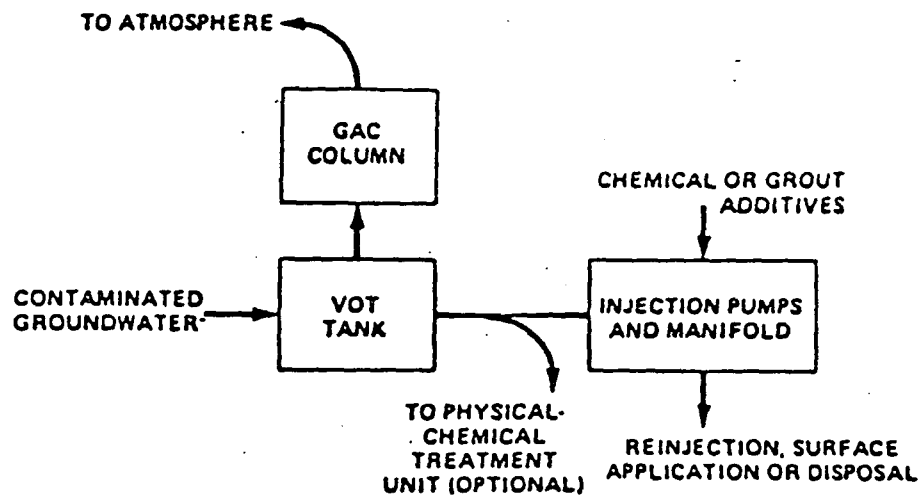 TO ATMOSPHERE
GAC
COLUMN
CHEMICAL OR GROUT
ADDITIVES
CONTAMINATED
GROUNDWATER
VOT
TANK
INJECTION PUMPS
AND MANIFOLD
TO PHYSICAL-
CHEMICAL
TREATMENT
UNIT (OPTIONAL)
REINJECTION, SURFACE
APPLICATION OR DISPOSAL